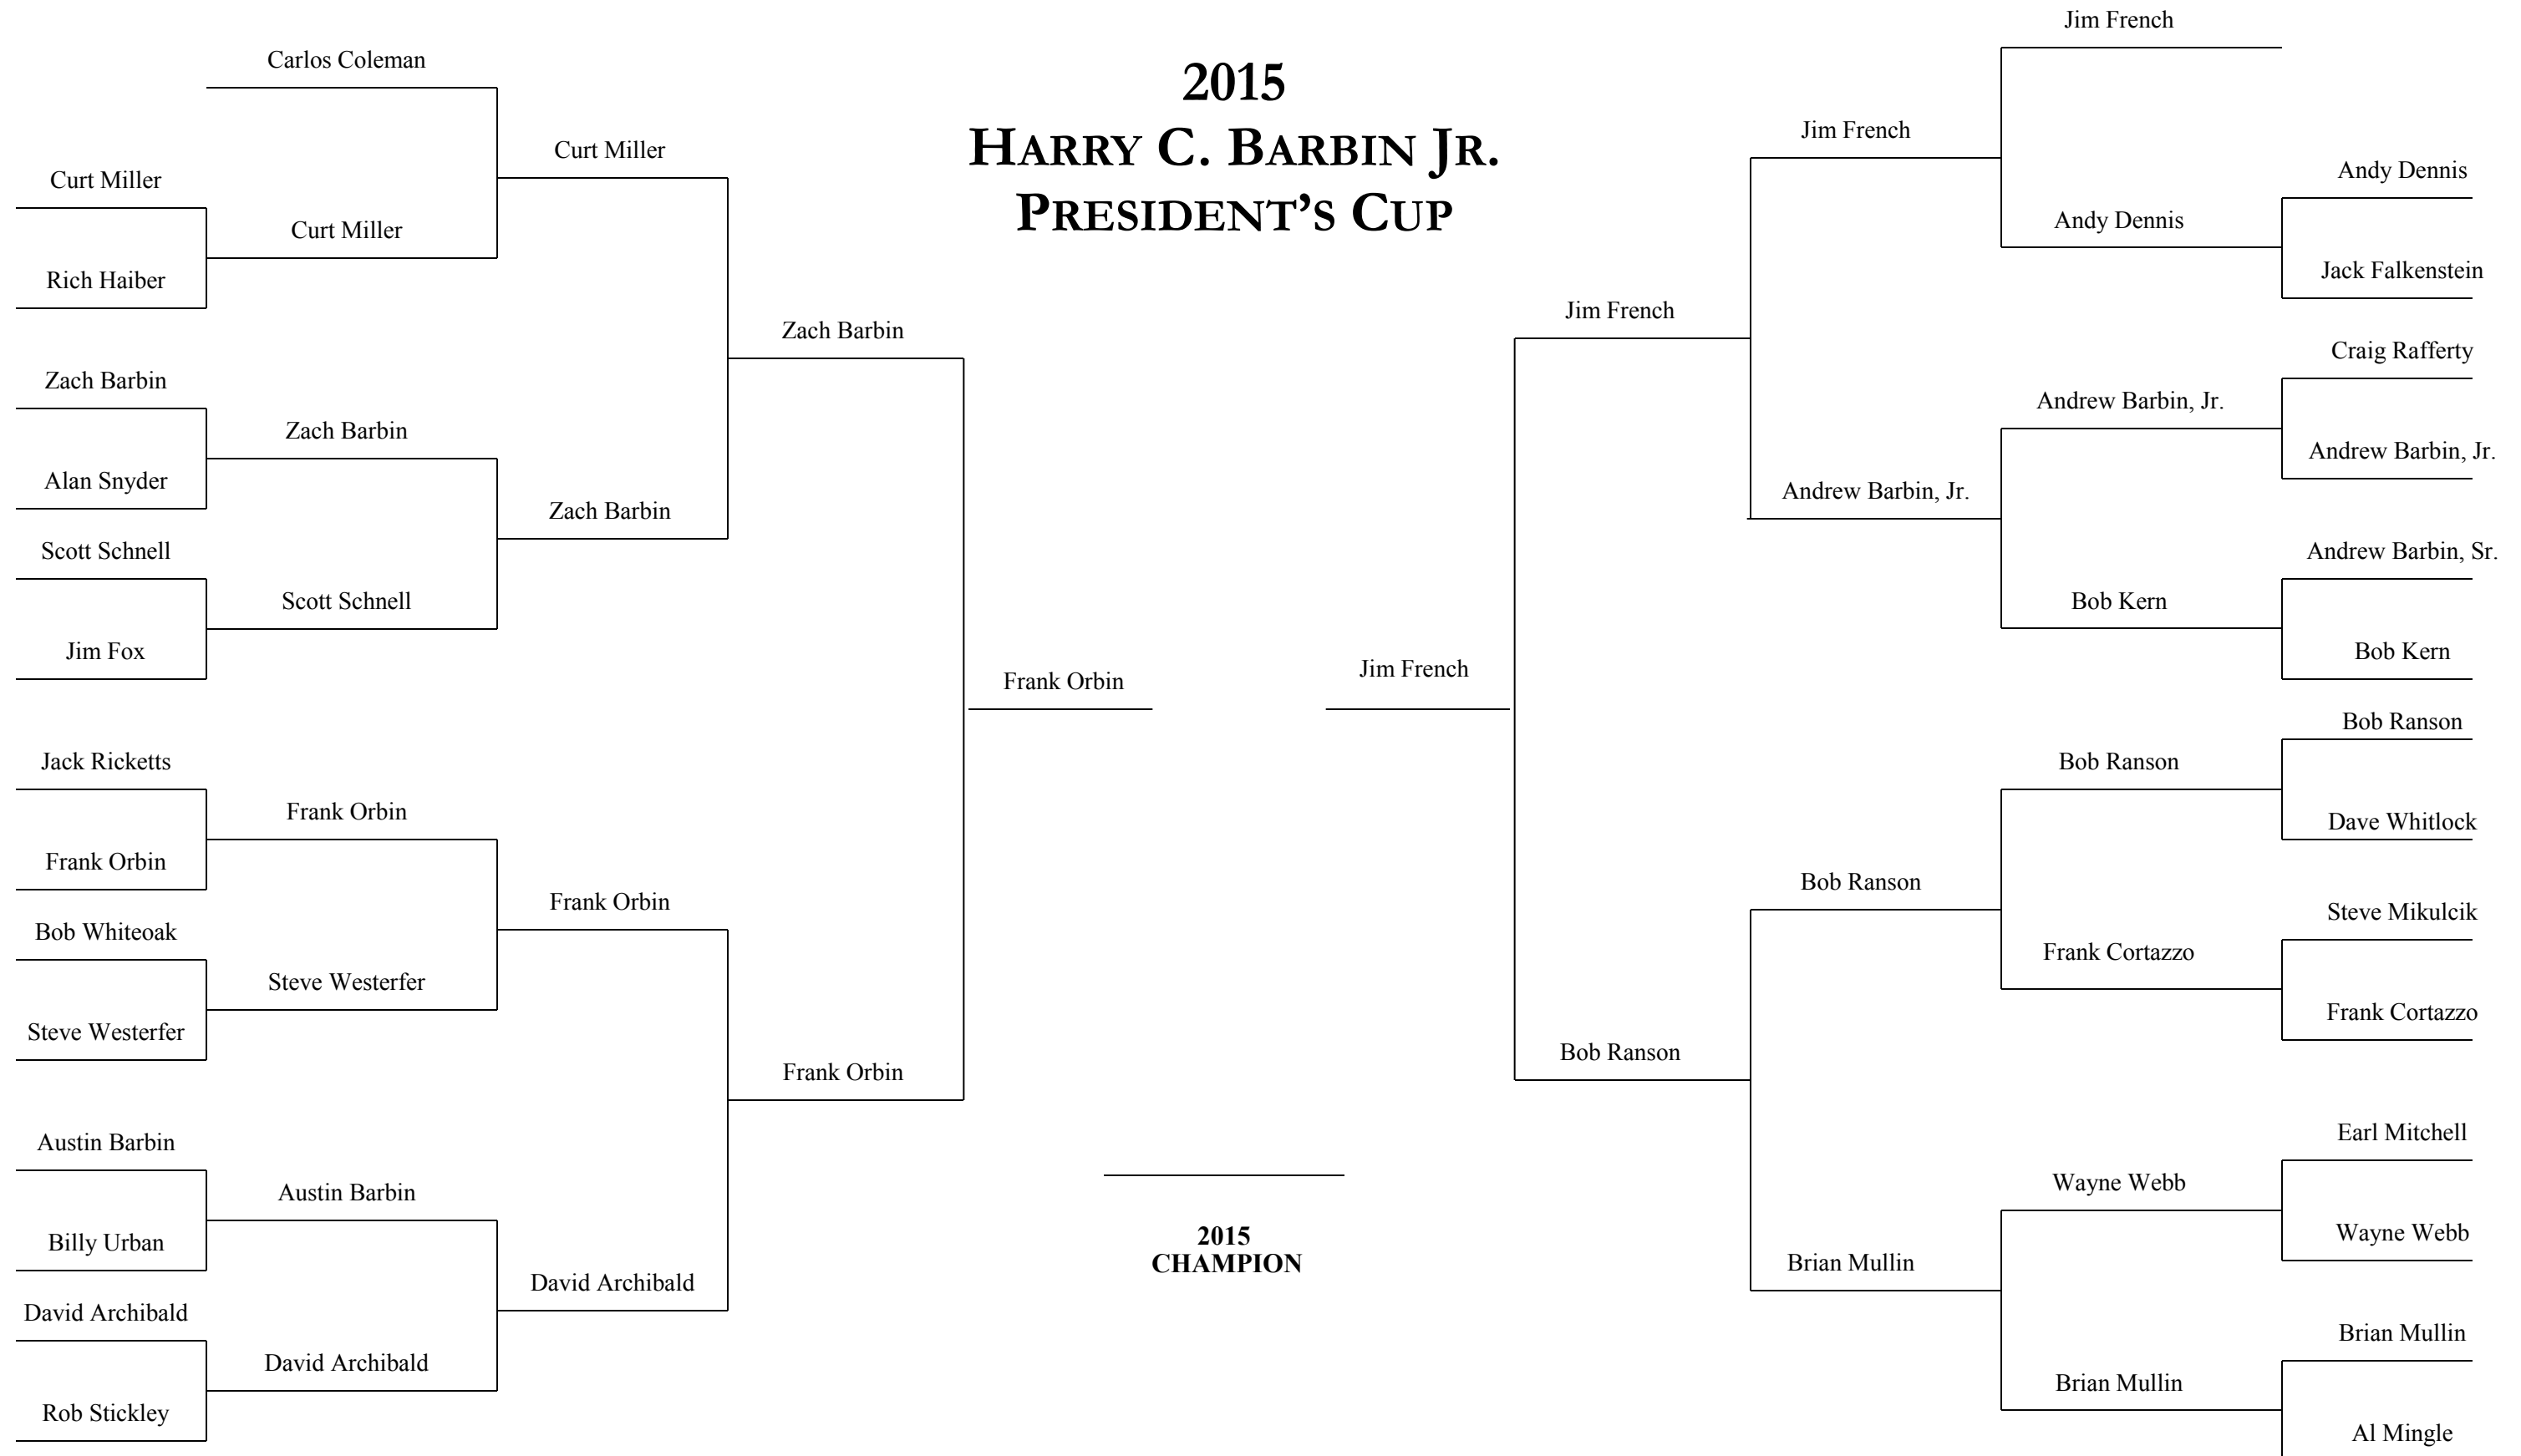 2015
HARRY C. BARBIN JR.
PRESIDENT’S CUP
Carlos Coleman
Curt Miller
Rich Haiber
Zach Barbin
Alan Snyder
Scott Schnell
Jim Fox
Jack Ricketts
Frank Orbin
Bob Whiteoak
Steve Westerfer
Austin Barbin
Billy Urban
David Archibald
Rob Stickley
Curt Miller
Zach Barbin
Scott Schnell
Frank Orbin
Steve Westerfer
Austin Barbin
David Archibald
Curt Miller
Zach Barbin
Frank Orbin
David Archibald
Zach Barbin
Frank Orbin
Frank Orbin
Jim French
2015
CHAMPION
Jim French
Bob Ranson
Jim French
Andrew Barbin, Jr.
Bob Ranson
Brian Mullin
Jim French
Andy Dennis
Andrew Barbin, Jr.
Bob Kern
Bob Ranson
Frank Cortazzo
Wayne Webb
Brian Mullin
Andy Dennis
Jack Falkenstein
Craig Rafferty
Andrew Barbin, Jr.
Andrew Barbin, Sr.
Bob Kern
Bob Ranson
Dave Whitlock
Steve Mikulcik
Frank Cortazzo
Earl Mitchell
Wayne Webb
Brian Mullin
Al Mingle